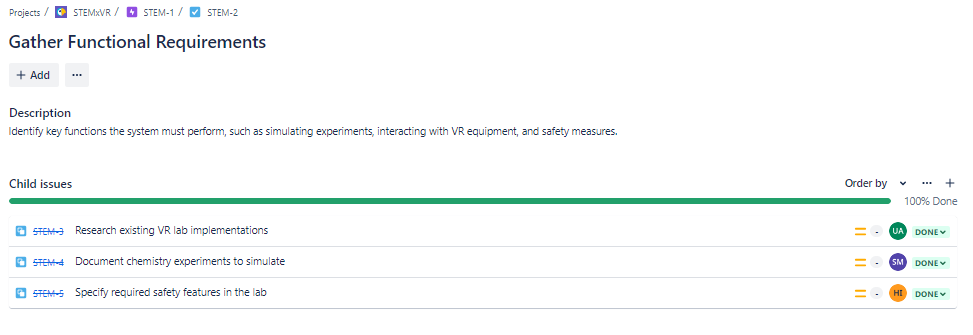 Projects / STEMxVR / STEM-1 / STEM-2
Gather Functional Requirements
+ Add ...
Description
Identify key functions the system must perform, such as simulating experiments, interacting with VR equipment, and safety measures.
Child issues Order by ... +
100% Done
STEM-3 Research existing VR lab implementations - UA DONE
STEM-4 Document chemistry experiments to simulate - SM DONE
STEM-5 Specify required safety features in the lab - HI DONE